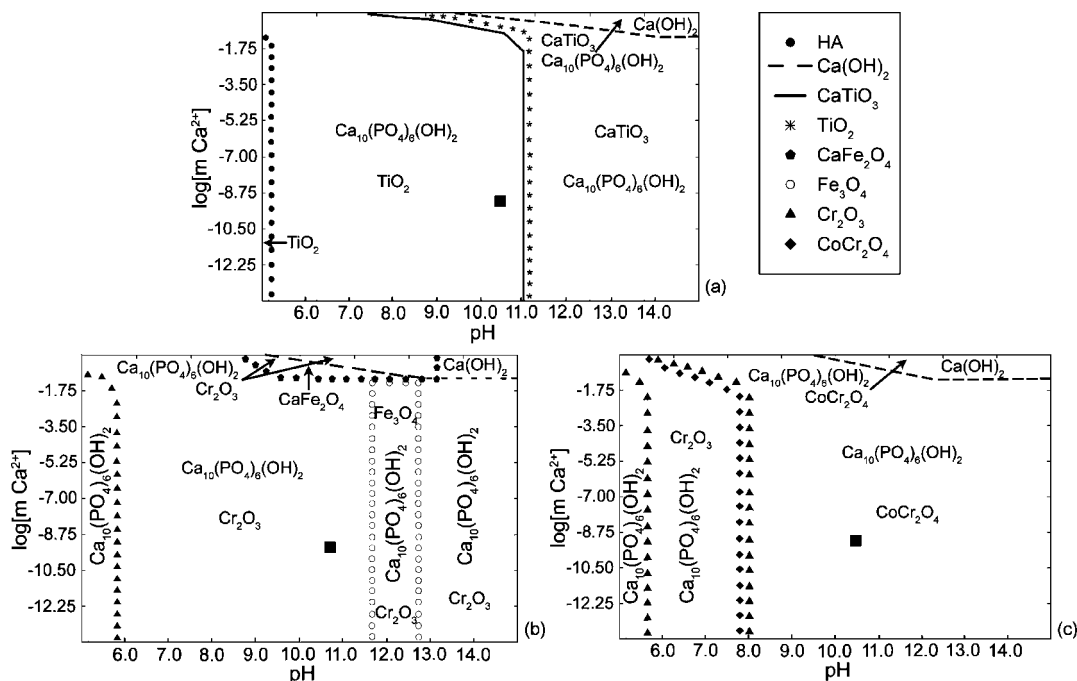 -1.75
-3.50
-5.25
-7.00
-8.75
-10.50
-12.25
log[m Ca²⁺]
Ca(OH)₂
CaTiO₃
Ca₁₀(PO₄)₆(OH)₂
Ca₁₀(PO₄)₆(OH)₂
TiO₂
CaTiO₃
Ca₁₀(PO₄)₆(OH)₂
TiO₂
6.0 7.0 8.0 9.0 10.0 11.0 12.0 13.0 14.0
pH
(a)
HA
Ca(OH)₂
CaTiO₃
TiO₂
CaFe₂O₄
Fe₃O₄
Cr₂O₃
CoCr₂O₄
-1.75
-3.50
-5.25
-7.00
-8.75
-10.50
-12.25
log[m Ca²⁺]
Ca₁₀(PO₄)₆(OH)₂
Cr₂O₃
CaFe₂O₄
Ca(OH)₂
Fe₃O₄
Ca₁₀(PO₄)₆(OH)₂
Ca₁₀(PO₄)₆(OH)₂
Cr₂O₃
Ca₁₀(PO₄)₆(OH)₂
Cr₂O₃
Ca₁₀(PO₄)₆(OH)₂
Cr₂O₃
6.0 7.0 8.0 9.0 10.0 11.0 12.0 13.0 14.0
pH
(b)
-1.75
-3.50
-5.25
-7.00
-8.75
-10.50
-12.25
log[m Ca²⁺]
Ca₁₀(PO₄)₆(OH)₂
CoCr₂O₄
Ca(OH)₂
Ca₁₀(PO₄)₆(OH)₂
Cr₂O₃
Ca₁₀(PO₄)₆(OH)₂
Ca₁₀(PO₄)₆(OH)₂
CoCr₂O₄
6.0 7.0 8.0 9.0 10.0 11.0 12.0 13.0 14.0
pH
(c)